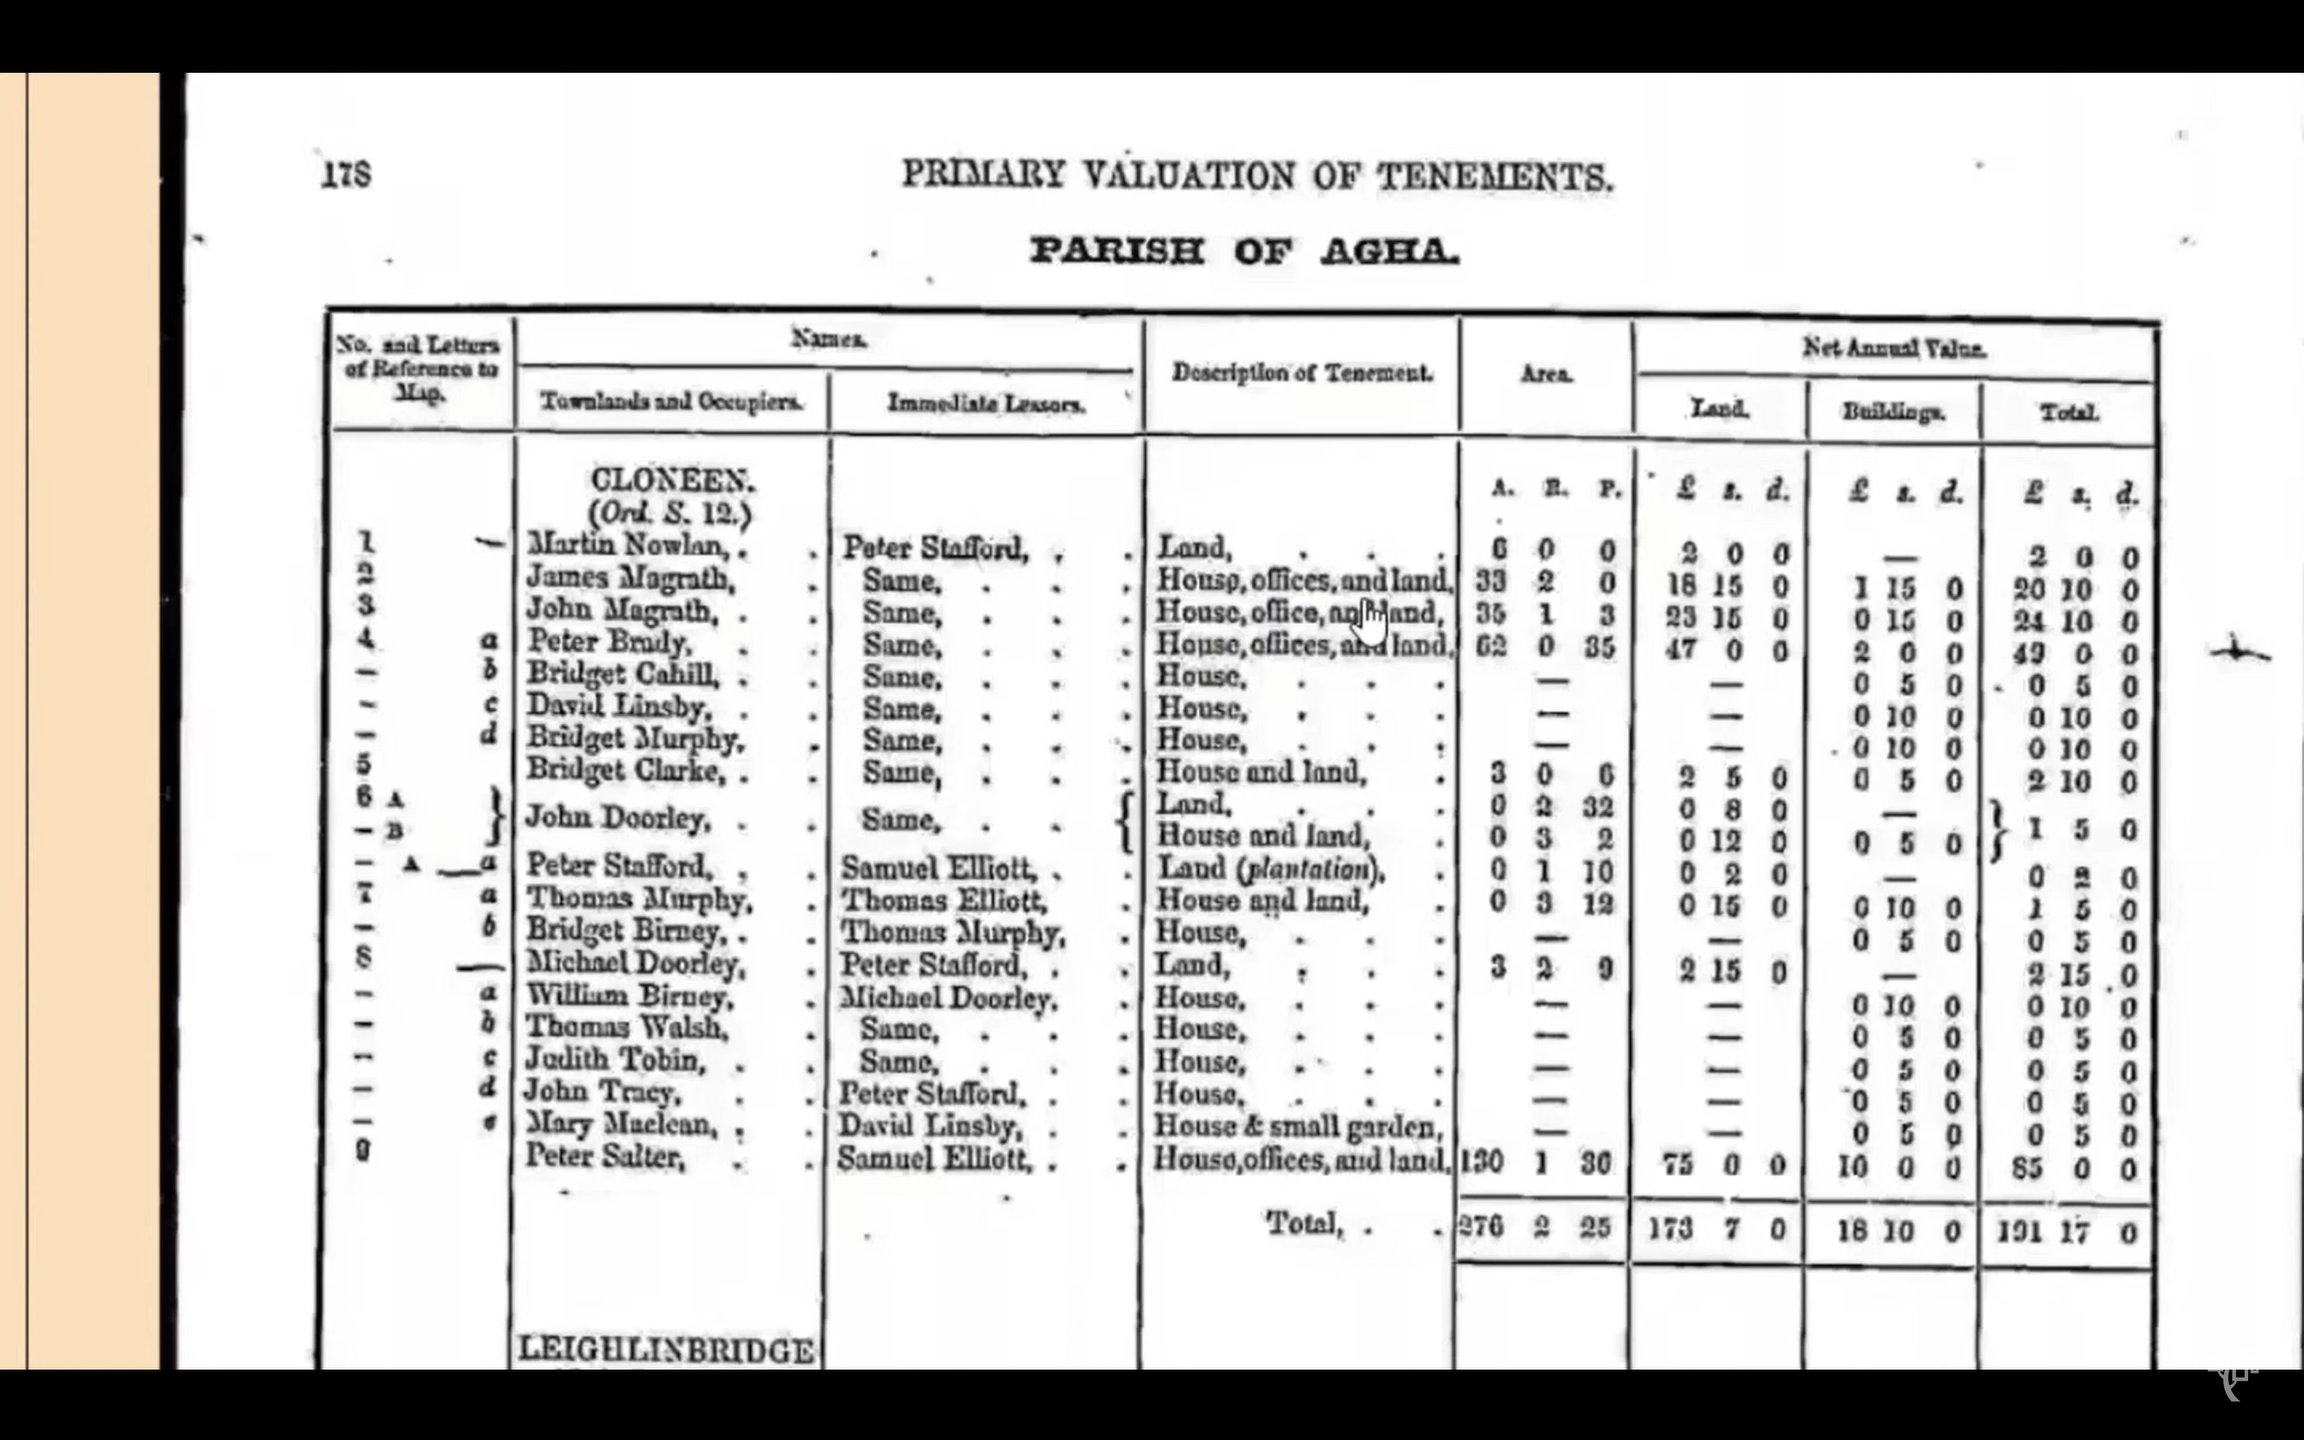 178
PRIMARY VALUATION OF TENEMENTS.
PARISH OF AGHA.
No. and Letters of Reference to Map. Names. Townlands and Occupiers. Immediate Lessors. Description of Tenement. Area. Net Annual Value. Land. Buildings. Total.
CLONEEN. A. R. P. £ s. d. £ s. d. £ s. d.
(Ord. S. 12.)
1 — Martin Nowlan, . . Peter Stafford, . . Land, . . . 6 0 0 2 0 0 — 2 0 0
2 James Magrath, . Same, . . . House, offices, and land, 33 2 0 18 15 0 1 15 0 20 10 0
3 John Magrath, . . Same, . . . House, office, and land, 35 1 3 23 15 0 0 15 0 24 10 0
4 a Peter Brady, . . Same, . . . House, offices, and land, 62 0 35 47 0 0 2 0 0 49 0 0
— b Bridget Cahill, . . Same, . . . House, . . . — — 0 5 0 0 5 0
— c David Linsby, . . Same, . . . House, . . . — — 0 10 0 0 10 0
— d Bridget Murphy, . Same, . . . House, . . . — — 0 10 0 0 10 0
5 Bridget Clarke, . . Same, . . . House and land, . 3 0 6 2 5 0 0 5 0 2 10 0
6 A } John Doorley, . . Same, . . { Land, . . . 0 2 32 0 8 0 — } 1 5 0
— B House and land, . 0 3 2 0 12 0 0 5 0
— A a Peter Stafford, . . Samuel Elliott, . . Land (plantation), . 0 1 10 0 2 0 — 0 2 0
7 a Thomas Murphy, . Thomas Elliott, . House and land, . 0 3 12 0 15 0 0 10 0 1 5 0
— b Bridget Birney, . . Thomas Murphy, . House, . . . — — 0 5 0 0 5 0
8 — Michael Doorley, . Peter Stafford, . . Land, . . . 3 2 9 2 15 0 — 2 15 0
— a William Birney, . Michael Doorley, . House, . . . — — 0 10 0 0 10 0
— b Thomas Walsh, . Same, . . . House, . . . — — 0 5 0 0 5 0
— c Judith Tobin, . . Same, . . . House, . . . — — 0 5 0 0 5 0
— d John Tracy, . . Peter Stafford, . . House, . . . — — 0 5 0 0 5 0
— e Mary Maclean, . . David Linsby, . . House & small garden, — — 0 5 0 0 5 0
9 Peter Salter, . . Samuel Elliott, . . House, offices, and land, 130 1 30 75 0 0 10 0 0 85 0 0
Total, . . 276 2 25 173 7 0 18 10 0 191 17 0
LEIGHLINBRIDGE